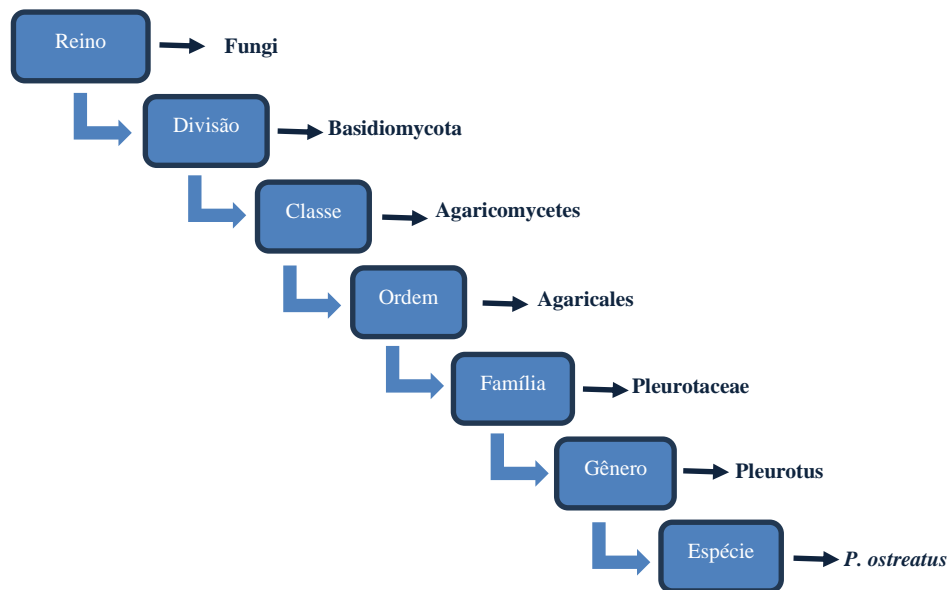 Reino Fungi
Divisão Basidiomycota
Classe Agaricomycetes
Ordem Agaricales
Família Pleurotaceae
Gênero Pleurotus
Espécie P. ostreatus